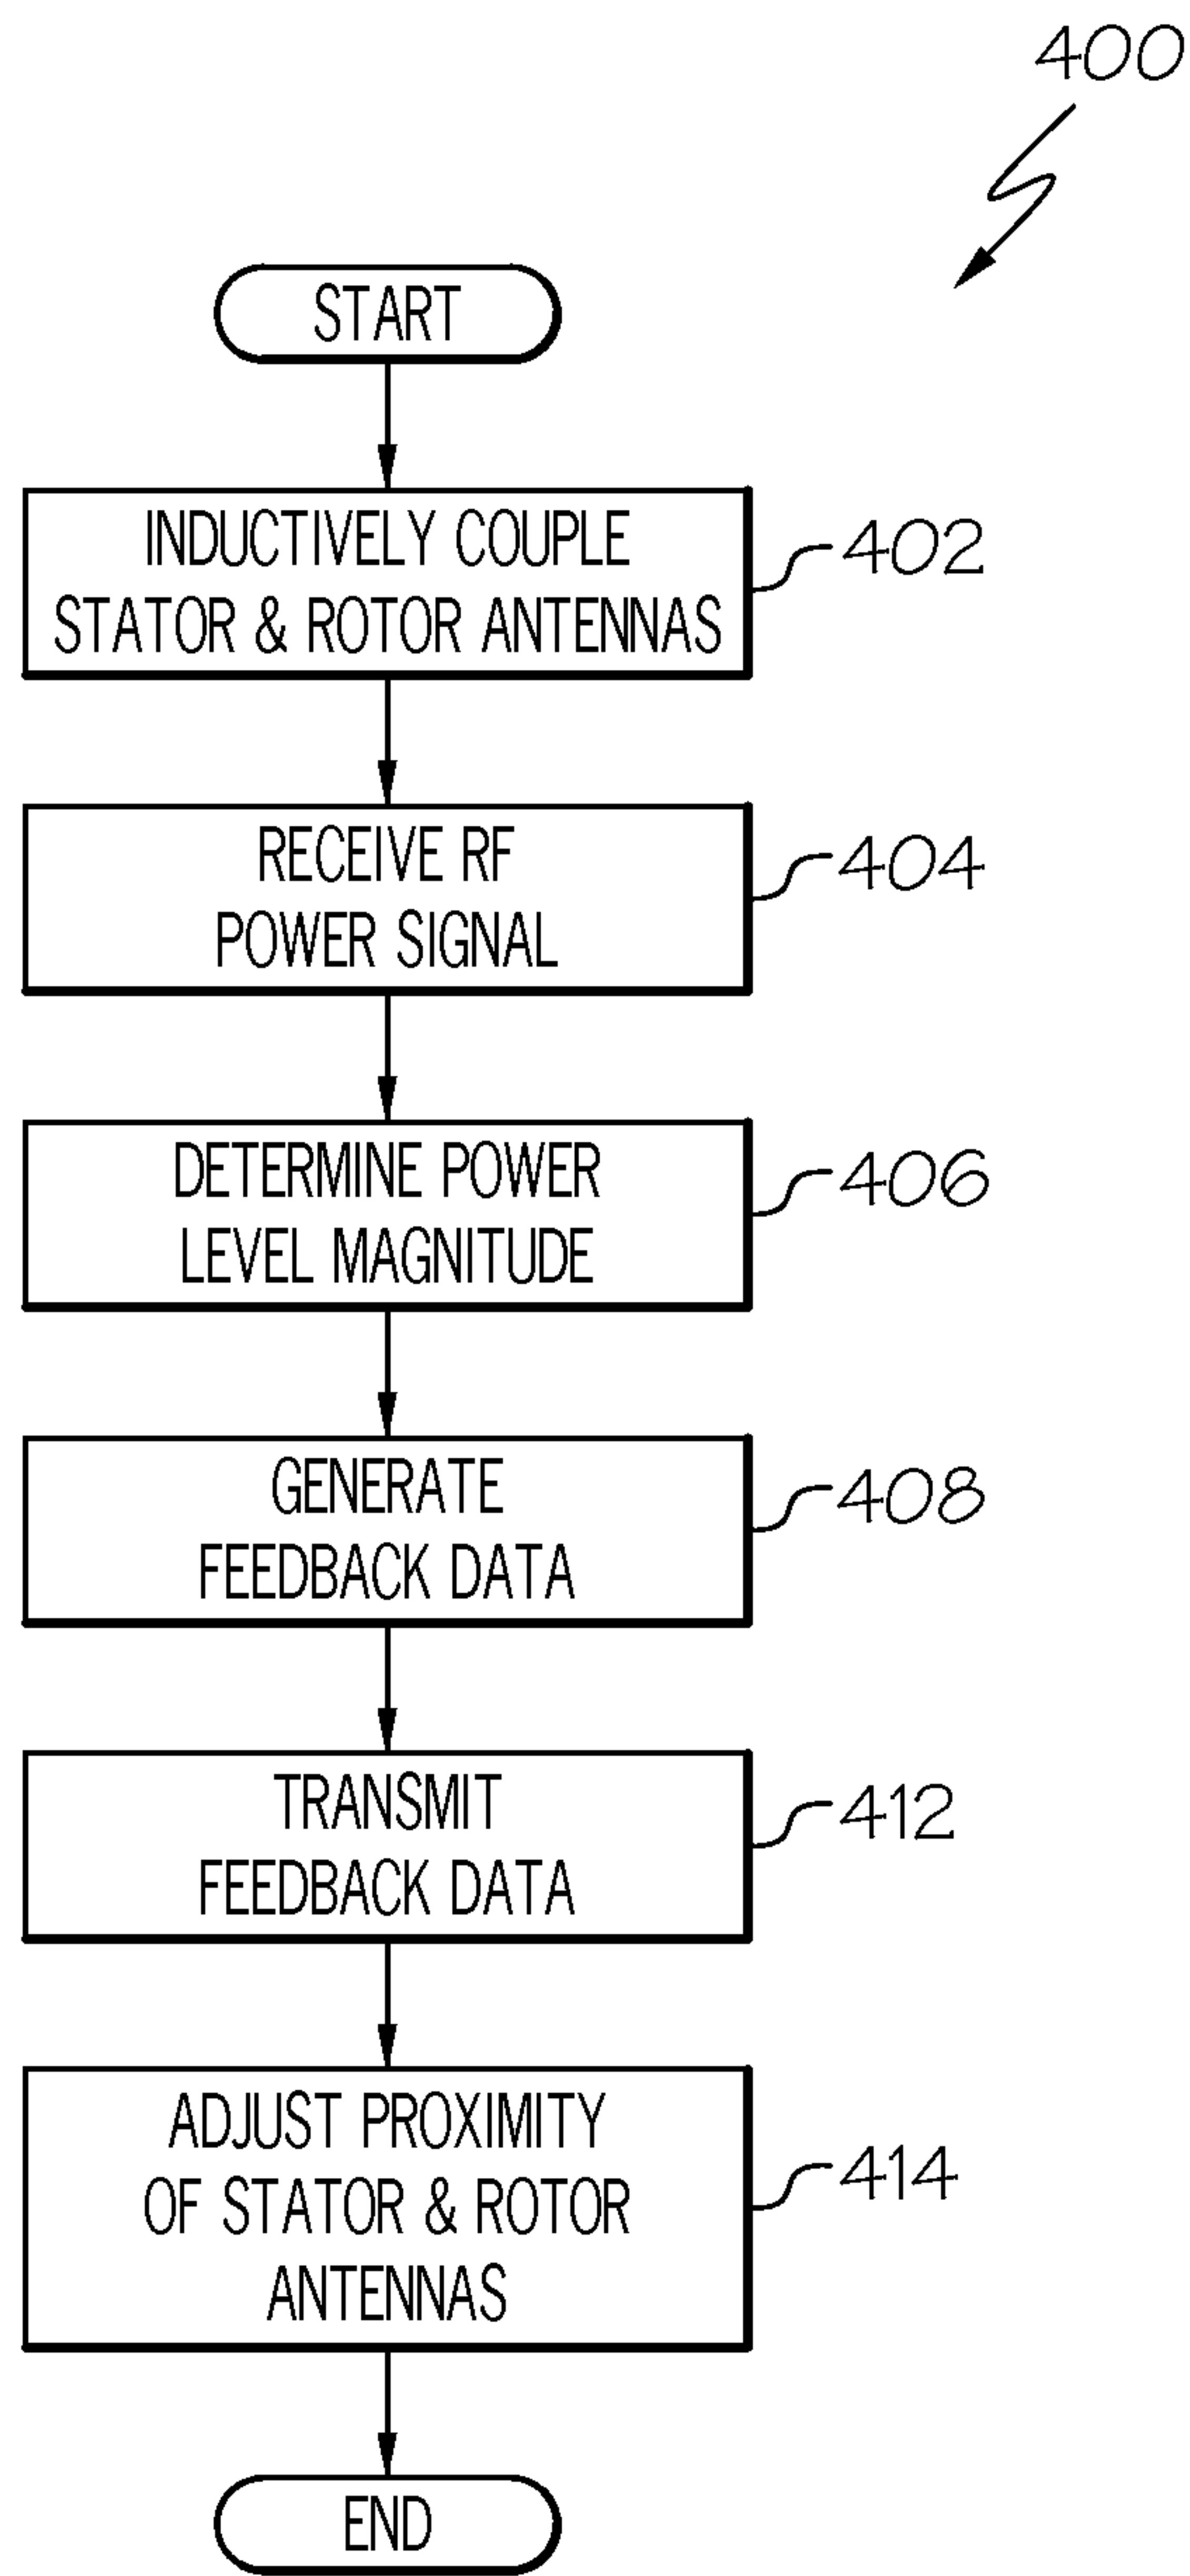 400
START
INDUCTIVELY COUPLE
STATOR & ROTOR ANTENNAS
402
RECEIVE RF
POWER SIGNAL
404
DETERMINE POWER
LEVEL MAGNITUDE
406
GENERATE
FEEDBACK DATA
408
TRANSMIT
FEEDBACK DATA
412
ADJUST PROXIMITY
OF STATOR & ROTOR
ANTENNAS
414
END